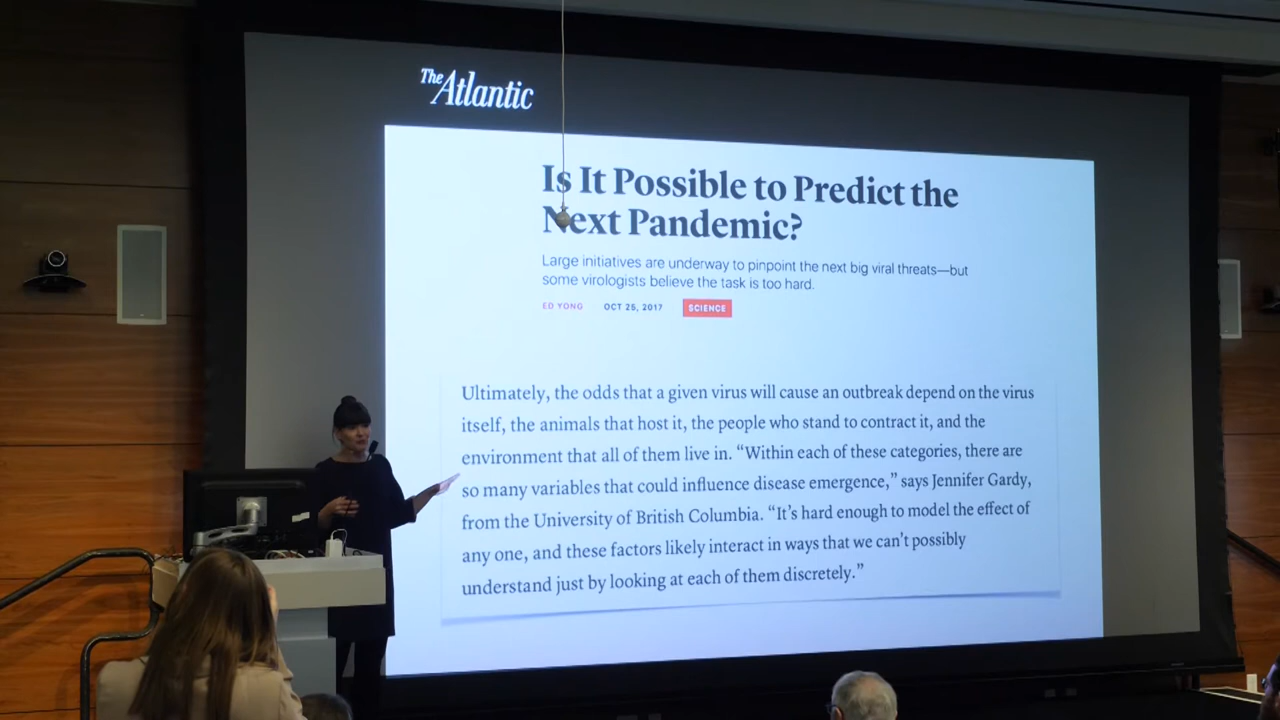 The Atlantic
Is It Possible to Predict the
Next Pandemic?
Large initiatives are underway to pinpoint the next big viral threats—but
some virologists believe the task is too hard.
ED YONG OCT 25, 2017 SCIENCE
Ultimately, the odds that a given virus will cause an outbreak depend on the virus
itself, the animals that host it, the people who stand to contract it, and the
environment that all of them live in. “Within each of these categories, there are
so many variables that could influence disease emergence,” says Jennifer Gardy,
from the University of British Columbia. “It’s hard enough to model the effect of
any one, and these factors likely interact in ways that we can’t possibly
understand just by looking at each of them discretely.”